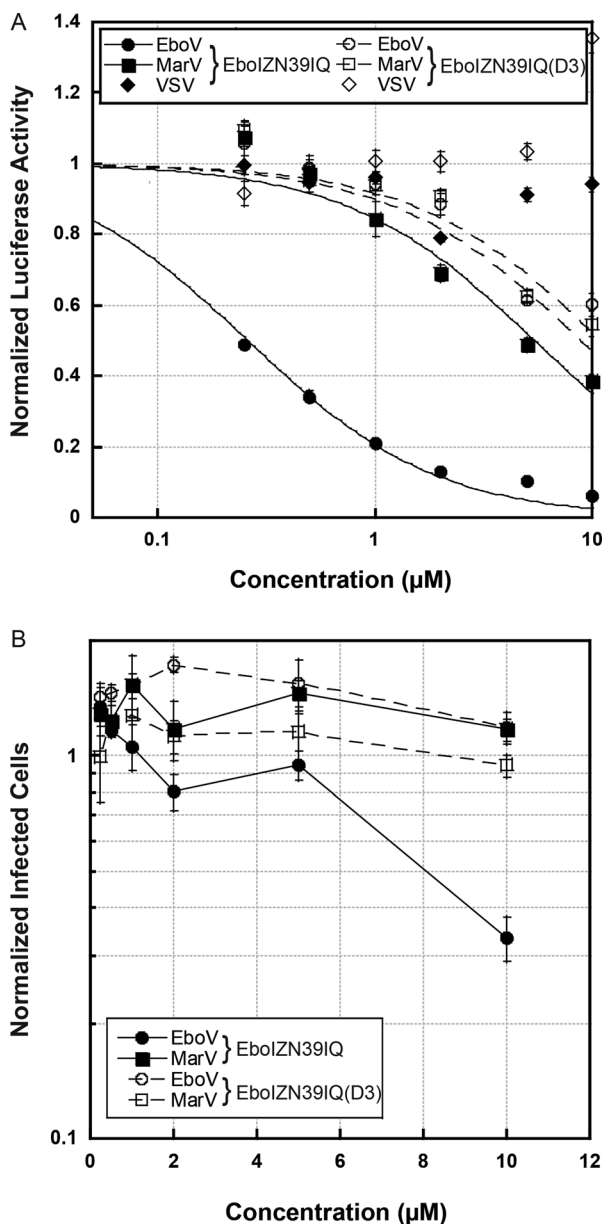 A
1.4
1.2
1
0.8
0.6
0.4
0.2
0
Normalized Luciferase Activity
EboV
MarV
VSV
} EboIZN39IQ
EboV
MarV
VSV
} EboIZN39IQ(D3)
0.1
1
10
Concentration (µM)
B
1
0.1
Normalized Infected Cells
EboV
MarV
} EboIZN39IQ
EboV
MarV
} EboIZN39IQ(D3)
0
2
4
6
8
10
12
Concentration (µM)